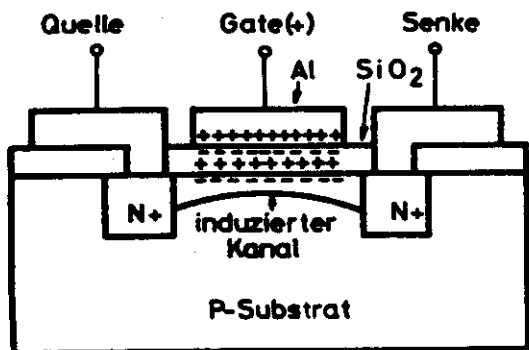 Quelle
Gate(+)
Senke
Al
SiO2
+++++++++
– – – – – – – –
++++++++
– – – – – – – –
N+
induzierter
Kanal
N+
P-Substrat